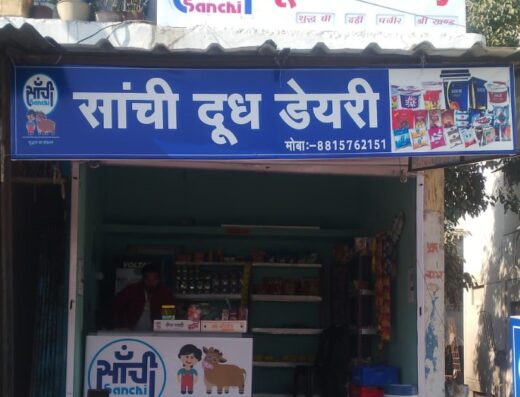 Sanchi
शुद्ध घी दही पनीर श्री खण्ड
साँची
Sanchi
सांची दूध डेयरी
मोबा:-8815762151
साँची
Sanchi